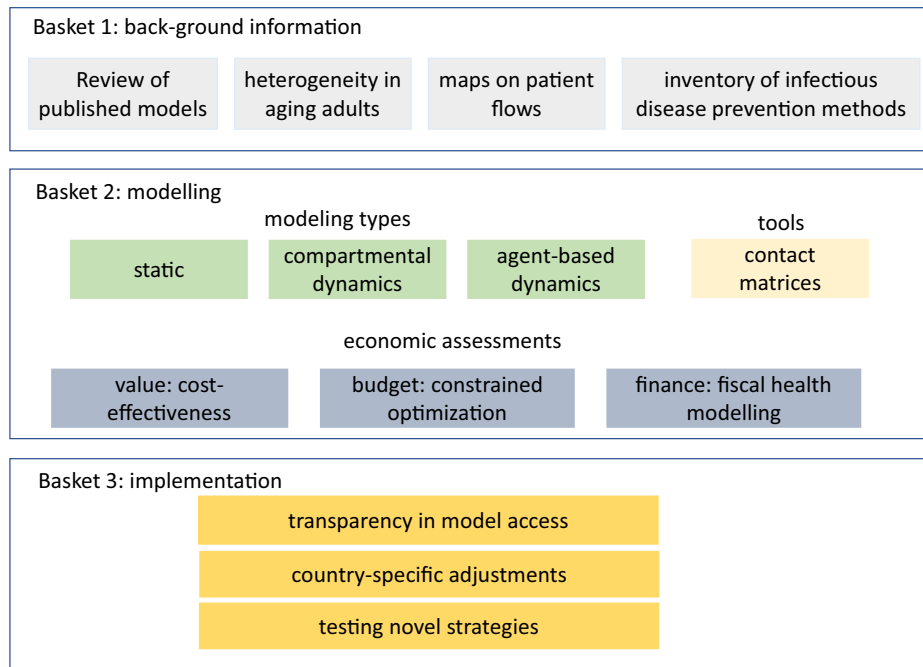 Basket 1: back-ground information
Review of
published models
heterogeneity in
aging adults
maps on patient
flows
inventory of infectious
disease prevention methods
Basket 2: modelling
modeling types
tools
static
compartmental
dynamics
agent-based
dynamics
contact
matrices
economic assessments
value: cost-
effectiveness
budget: constrained
optimization
finance: fiscal health
modelling
Basket 3: implementation
transparency in model access
country-specific adjustments
testing novel strategies